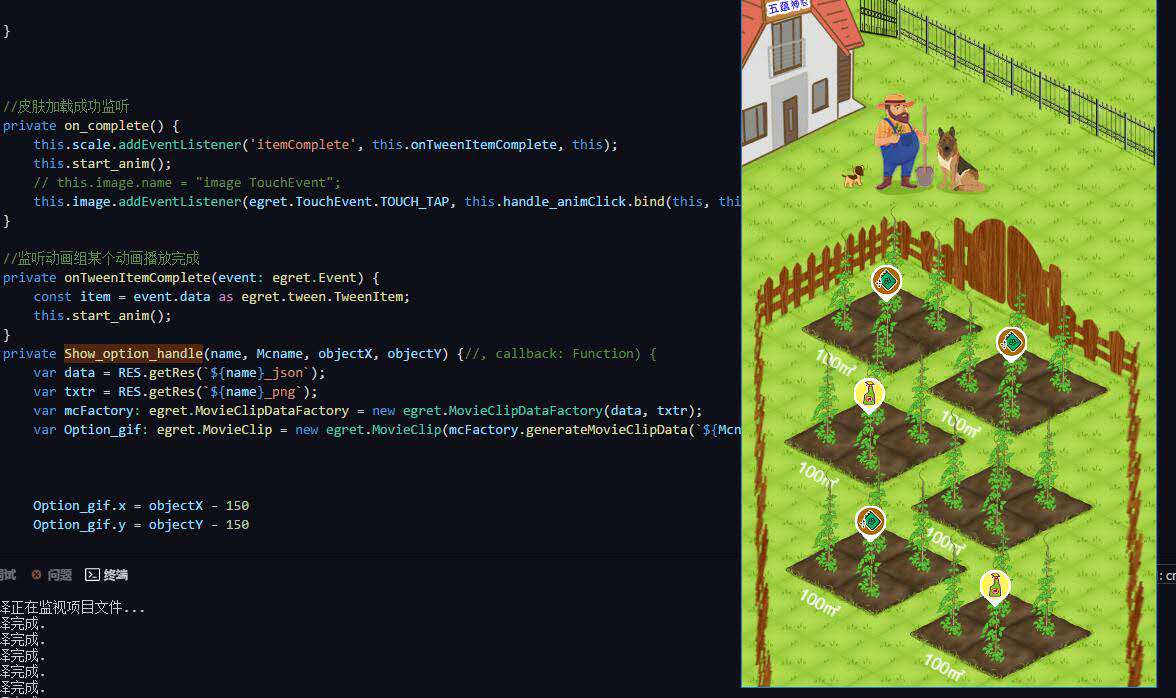 }
//皮肤加载成功监听
private on_complete() {
this.scale.addEventListener('itemComplete', this.onTweenItemComplete, this);
this.start_anim();
// this.image.name = "image TouchEvent";
this.image.addEventListener(egret.TouchEvent.TOUCH_TAP, this.handle_animClick.bind(this, thi
}
//监听动画组某个动画播放完成
private onTweenItemComplete(event: egret.Event) {
const item = event.data as egret.tween.TweenItem;
this.start_anim();
}
private Show_option_handle(name, Mcname, objectX, objectY) {//, callback: Function) {
var data = RES.getRes(`${name}_json`);
var txtr = RES.getRes(`${name}_png`);
var mcFactory: egret.MovieClipDataFactory = new egret.MovieClipDataFactory(data, txtr);
var Option_gif: egret.MovieClip = new egret.MovieClip(mcFactory.generateMovieClipData(`${Mcn
Option_gif.x = objectX - 150
Option_gif.y = objectY - 150
试 问题 终端
正在监视项目文件...
译完成.
译完成.
译完成.
译完成.
译完成.
五蕴神农
100㎡
100㎡
100㎡
100㎡
100㎡
100㎡
: cr